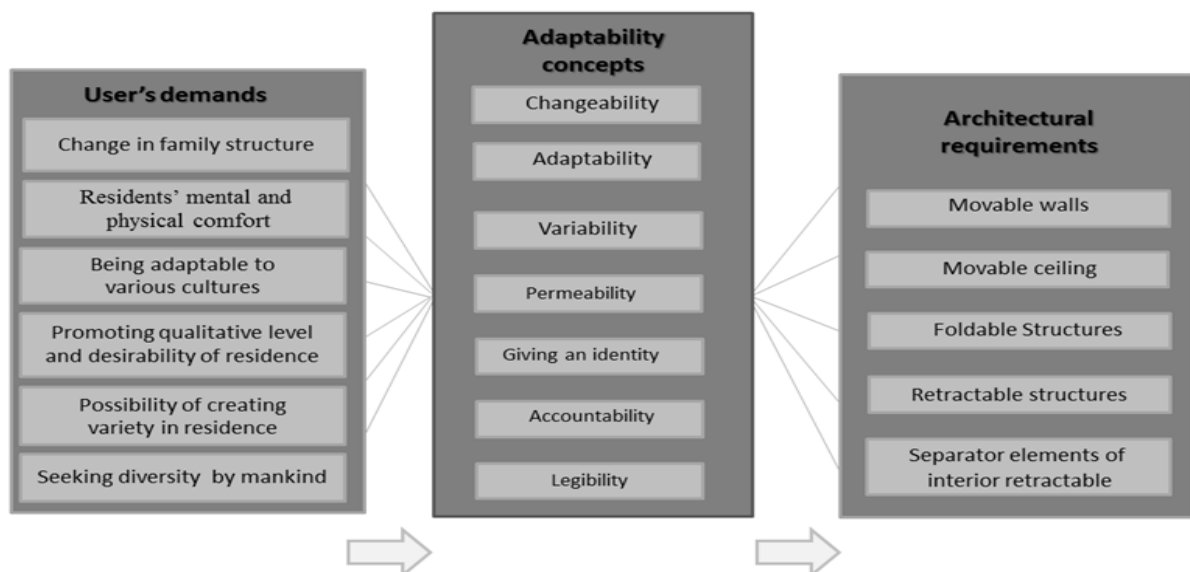 User's demands
Change in family structure
Residents' mental and
physical comfort
Being adaptable to
various cultures
Promoting qualitative level
and desirability of residence
Possibility of creating
variety in residence
Seeking diversity by mankind
Adaptability
concepts
Changeability
Adaptability
Variability
Permeability
Giving an identity
Accountability
Legibility
Architectural
requirements
Movable walls
Movable ceiling
Foldable Structures
Retractable structures
Separator elements of
interior retractable